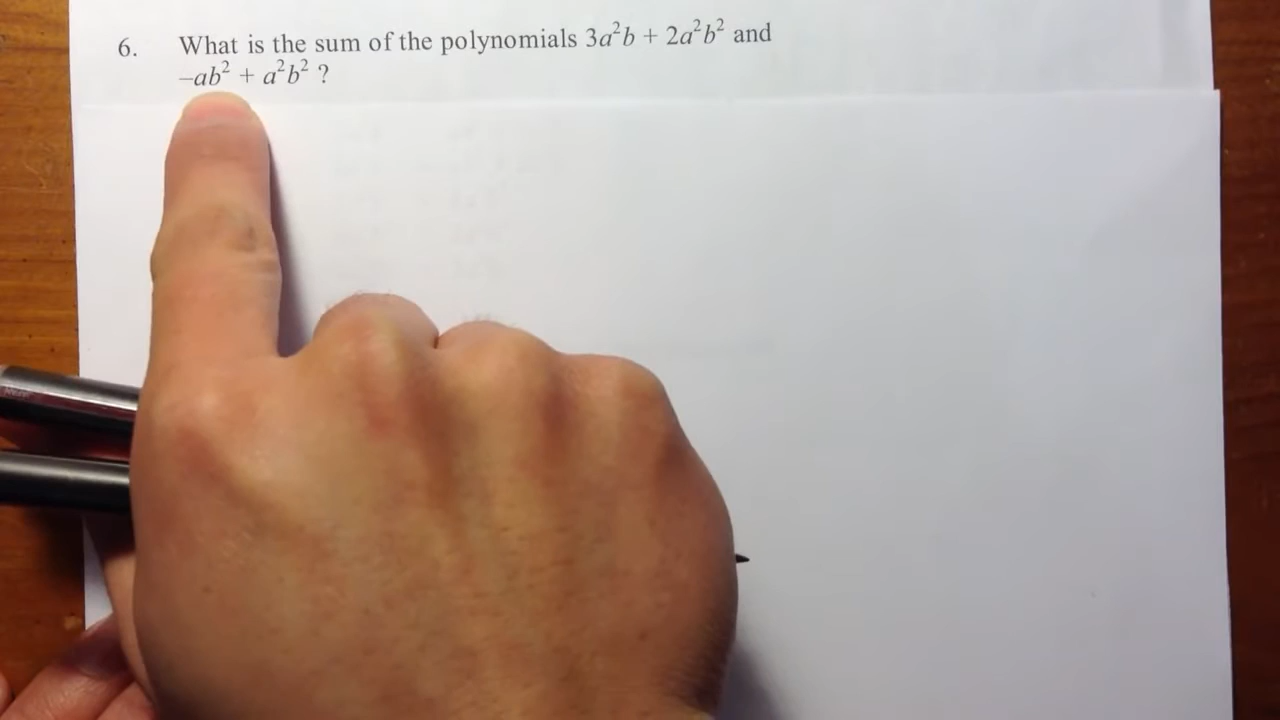 6. What is the sum of the polynomials 3a²b + 2a²b² and
–ab² + a²b² ?